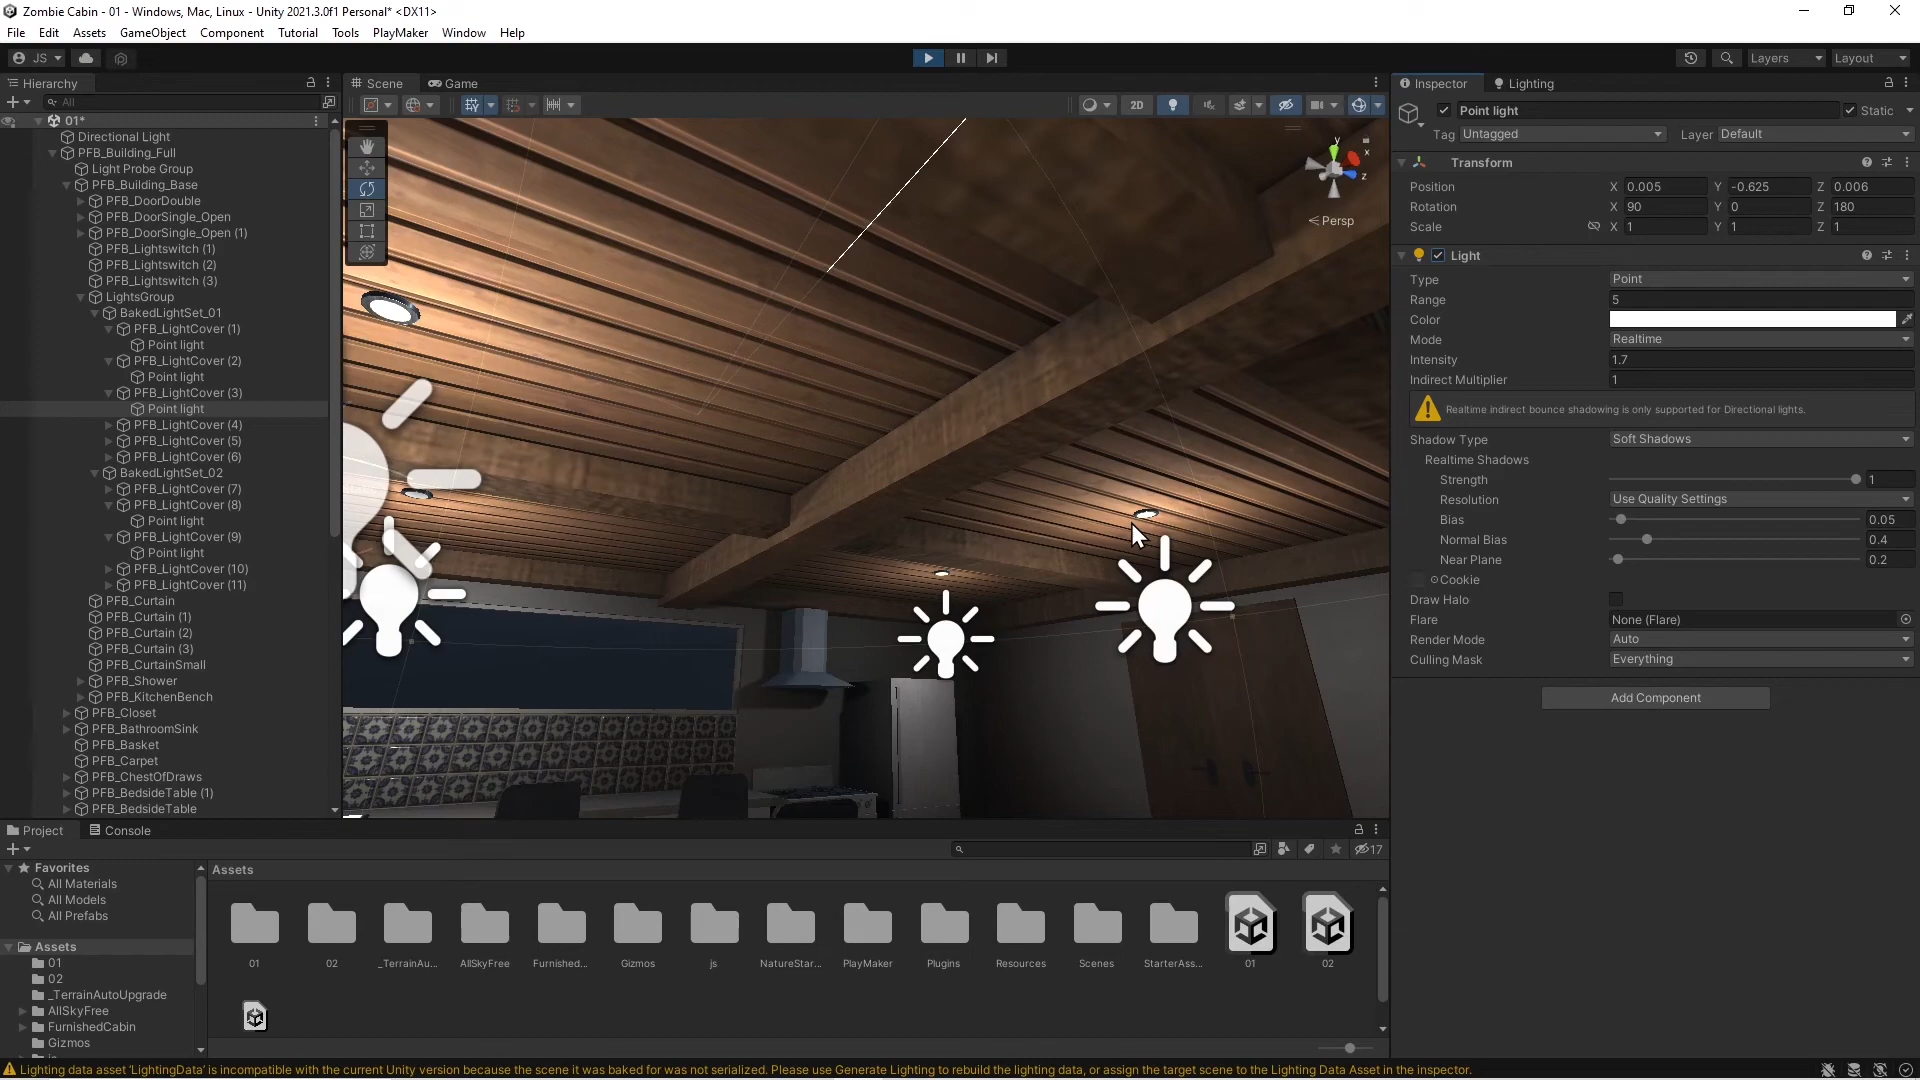 Zombie Cabin - 01 - Windows, Mac, Linux - Unity 2021.3.0f1 Personal* <DX11>
File Edit Assets GameObject Component Tutorial Tools PlayMaker Window Help
JS
Layers Layout
Hierarchy
All
01*
Directional Light
PFB_Building_Full
Light Probe Group
PFB_Building_Base
PFB_DoorDouble
PFB_DoorSingle_Open
PFB_DoorSingle_Open (1)
PFB_Lightswitch (1)
PFB_Lightswitch (2)
PFB_Lightswitch (3)
LightsGroup
BakedLightSet_01
PFB_LightCover (1)
Point light
PFB_LightCover (2)
Point light
PFB_LightCover (3)
Point light
PFB_LightCover (4)
PFB_LightCover (5)
PFB_LightCover (6)
BakedLightSet_02
PFB_LightCover (7)
PFB_LightCover (8)
Point light
PFB_LightCover (9)
Point light
PFB_LightCover (10)
PFB_LightCover (11)
PFB_Curtain
PFB_Curtain (1)
PFB_Curtain (2)
PFB_Curtain (3)
PFB_CurtainSmall
PFB_Shower
PFB_KitchenBench
PFB_Closet
PFB_BathroomSink
PFB_Basket
PFB_Carpet
PFB_ChestOfDraws
PFB_BedsideTable (1)
PFB_BedsideTable
Scene Game
2D
y
x
z
Persp
Inspector Lighting
Point light Static
Tag Untagged Layer Default
Transform
Position X 0.005 Y -0.625 Z 0.006
Rotation X 90 Y 0 Z 180
Scale X 1 Y 1 Z 1
Light
Type Point
Range 5
Color
Mode Realtime
Intensity 1.7
Indirect Multiplier 1
Realtime indirect bounce shadowing is only supported for Directional lights.
Shadow Type Soft Shadows
Realtime Shadows
Strength 1
Resolution Use Quality Settings
Bias 0.05
Normal Bias 0.4
Near Plane 0.2
Cookie
Draw Halo
Flare None (Flare)
Render Mode Auto
Culling Mask Everything
Add Component
Project Console
17
Favorites
All Materials
All Models
All Prefabs
Assets
01
02
_TerrainAutoUpgrade
AllSkyFree
FurnishedCabin
Gizmos
Assets
01 02 _TerrainAu... AllSkyFree Furnished... Gizmos js NatureStar... PlayMaker Plugins Resources Scenes StarterAss... 01 02
Lighting data asset 'LightingData' is incompatible with the current Unity version because the scene it was baked for was not serialized. Please use Generate Lighting to rebuild the lighting data, or assign the target scene to the Lighting Data Asset in the inspector.